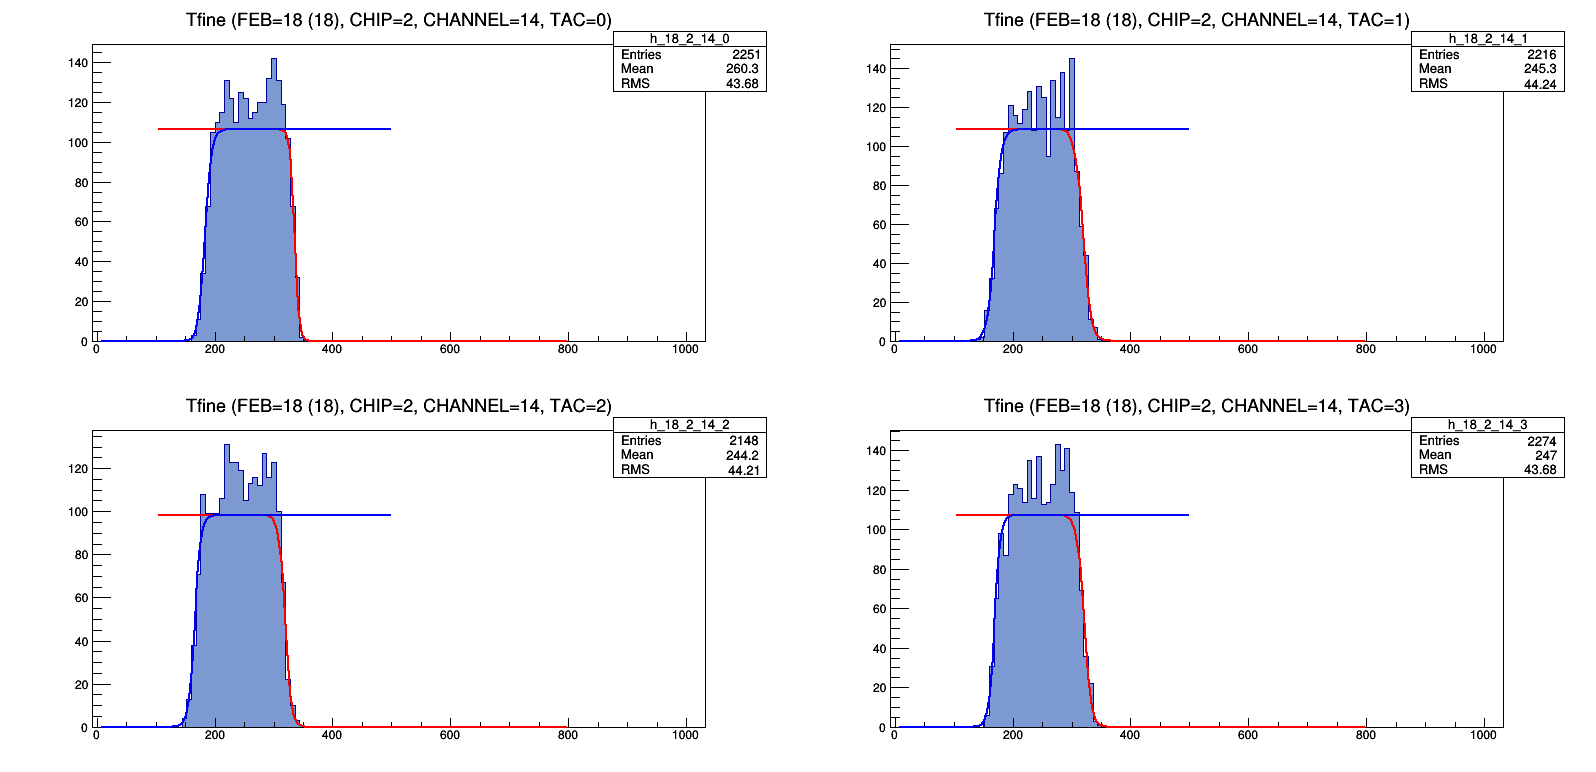 Tfine (FEB=18 (18), CHIP=2, CHANNEL=14, TAC=0)
h_18_2_14_0
Entries 2251
Mean 260.3
RMS 43.68
140
120
100
80
60
40
20
0
0 200 400 600 800 1000
Tfine (FEB=18 (18), CHIP=2, CHANNEL=14, TAC=1)
h_18_2_14_1
Entries 2216
Mean 245.3
RMS 44.24
140
120
100
80
60
40
20
0
0 200 400 600 800 1000
Tfine (FEB=18 (18), CHIP=2, CHANNEL=14, TAC=2)
h_18_2_14_2
Entries 2148
Mean 244.2
RMS 44.21
120
100
80
60
40
20
0
0 200 400 600 800 1000
Tfine (FEB=18 (18), CHIP=2, CHANNEL=14, TAC=3)
h_18_2_14_3
Entries 2274
Mean 247
RMS 43.68
140
120
100
80
60
40
20
0
0 200 400 600 800 1000